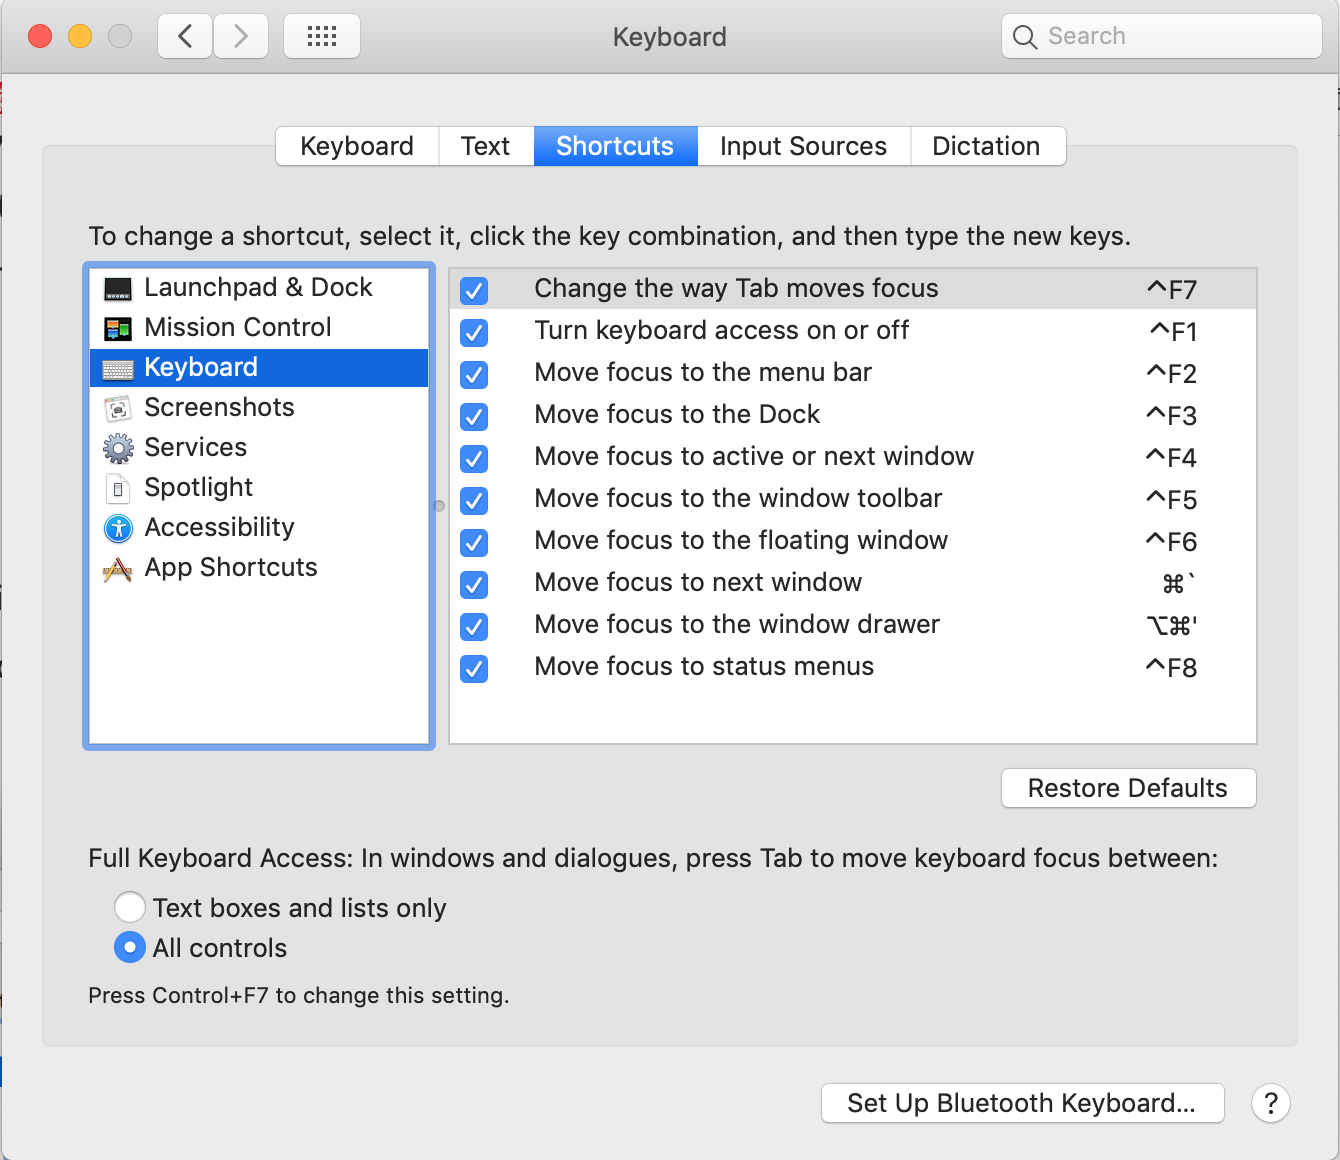 Keyboard
Search
Keyboard Text Shortcuts Input Sources Dictation
To change a shortcut, select it, click the key combination, and then type the new keys.
Launchpad & Dock
Mission Control
Keyboard
Screenshots
Services
Spotlight
Accessibility
App Shortcuts
Change the way Tab moves focus ^F7
Turn keyboard access on or off ^F1
Move focus to the menu bar ^F2
Move focus to the Dock ^F3
Move focus to active or next window ^F4
Move focus to the window toolbar ^F5
Move focus to the floating window ^F6
Move focus to next window ⌘`
Move focus to the window drawer ⌥⌘'
Move focus to status menus ^F8
Restore Defaults
Full Keyboard Access: In windows and dialogues, press Tab to move keyboard focus between:
Text boxes and lists only
All controls
Press Control+F7 to change this setting.
Set Up Bluetooth Keyboard... ?